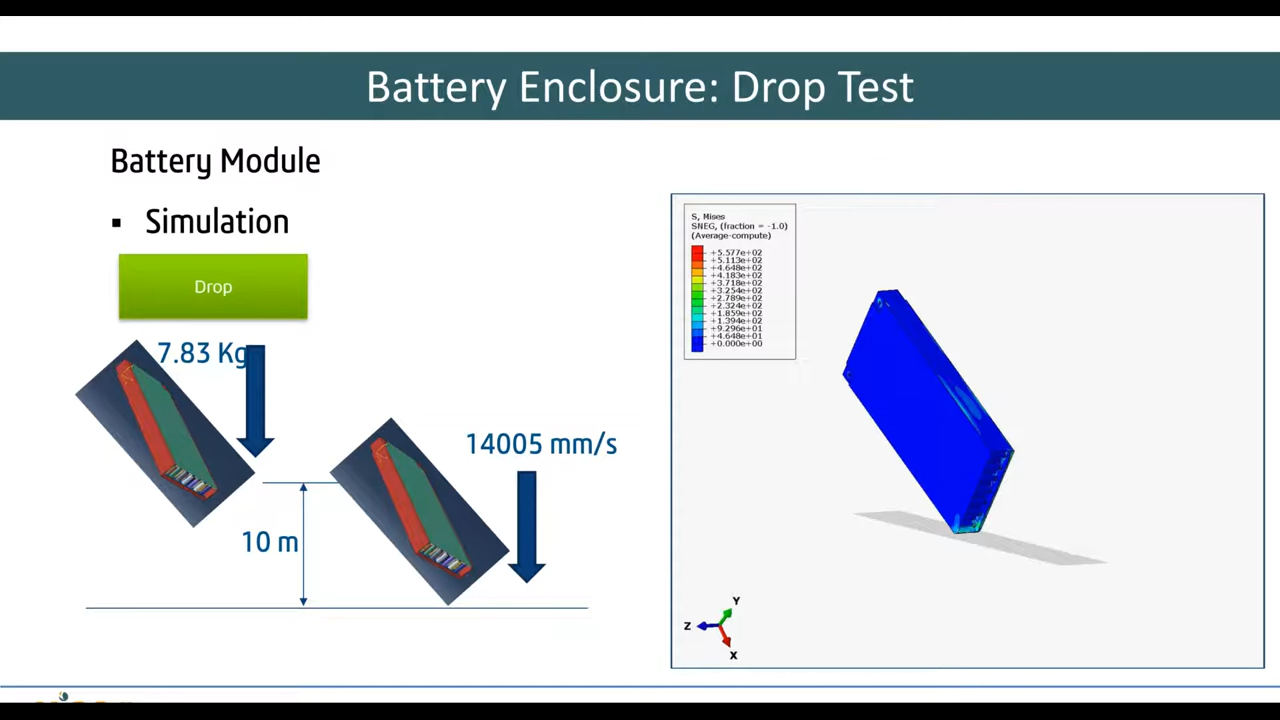 Battery Enclosure: Drop Test
Battery Module
▪ Simulation
Drop
7.83 Kg
14005 mm/s
10 m
S, Mises
SNEG, (fraction = -1.0)
(Average-compute)
+5.577e+02
+5.113e+02
+4.648e+02
+4.183e+02
+3.718e+02
+3.254e+02
+2.789e+02
+2.324e+02
+1.859e+02
+1.394e+02
+9.296e+01
+4.648e+01
+0.000e+00
Y
Z
X